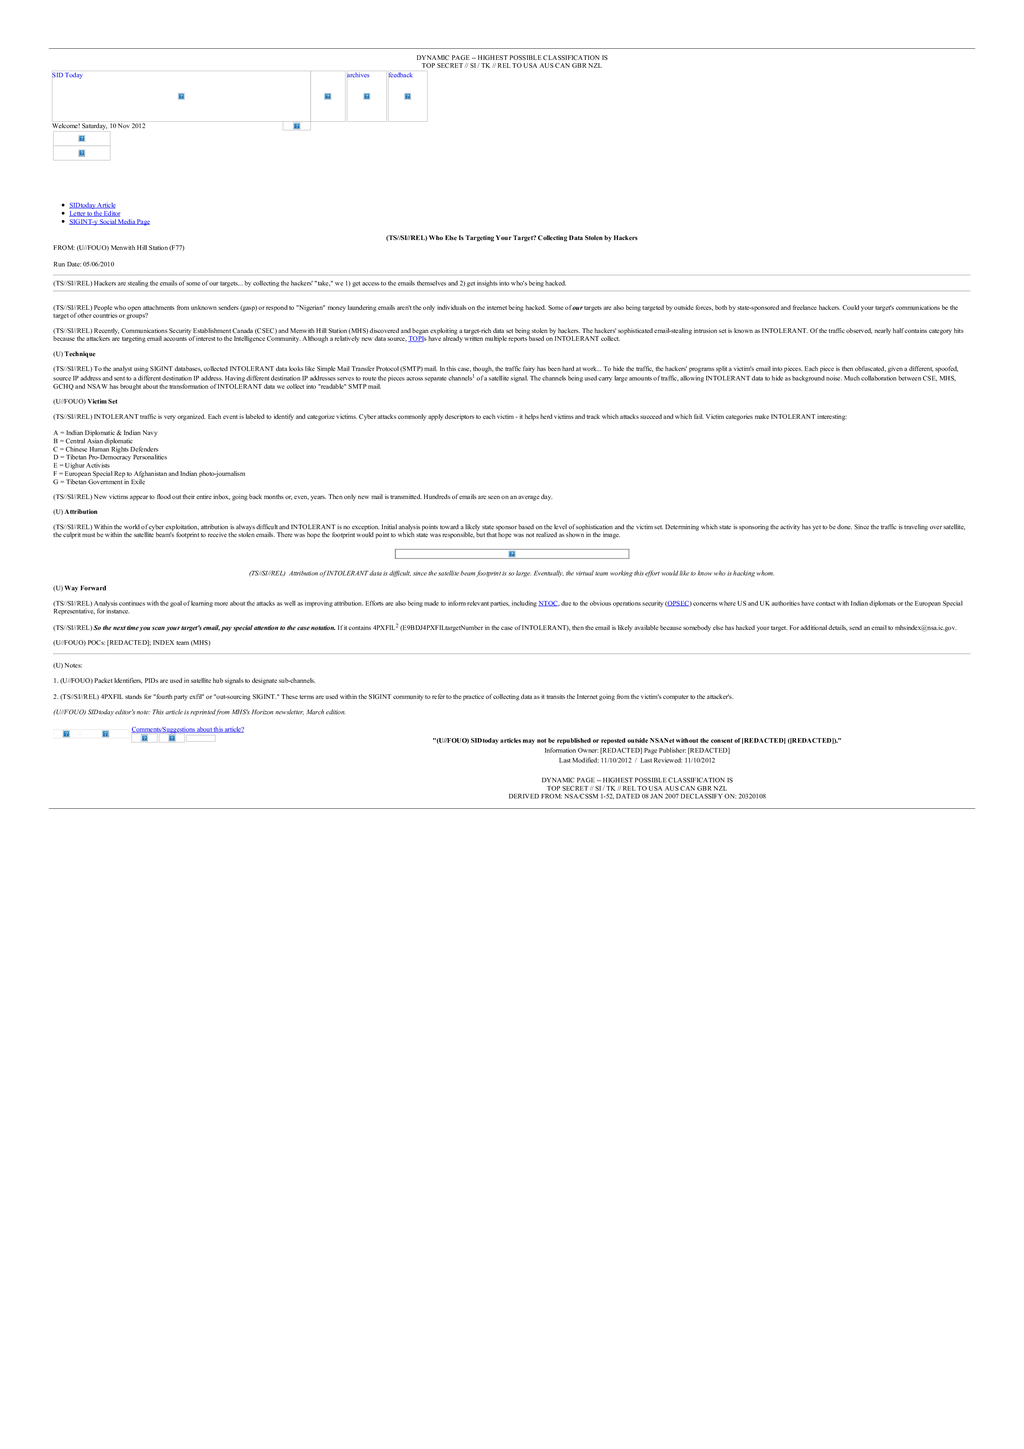 DYNAMIC PAGE -- HIGHEST POSSIBLE CLASSIFICATION IS
TOP SECRET // SI / TK // REL TO USA AUS CAN GBR NZL
SID Today
archives
feedback
Welcome! Saturday, 10 Nov 2012
• SIDtoday Article
• Letter to the Editor
• SIGINT-y Social Media Page
(TS//SI//REL) Who Else Is Targeting Your Target? Collecting Data Stolen by Hackers
FROM: (U//FOUO) Menwith Hill Station (F77)
Run Date: 05/06/2010
(TS//SI//REL) Hackers are stealing the emails of some of our targets... by collecting the hackers' "take," we 1) get access to the emails themselves and 2) get insights into who's being hacked.
(TS//SI//REL) People who open attachments from unknown senders (gasp) or respond to "Nigerian" money laundering emails aren't the only individuals on the internet being hacked. Some of our targets are also being targeted by outside forces, both by state-sponsored and freelance hackers. Could your target's communications be the
target of other countries or groups?
(TS//SI//REL) Recently, Communications Security Establishment Canada (CSEC) and Menwith Hill Station (MHS) discovered and began exploiting a target-rich data set being stolen by hackers. The hackers' sophisticated email-stealing intrusion set is known as INTOLERANT. Of the traffic observed, nearly half contains category hits
because the attackers are targeting email accounts of interest to the Intelligence Community. Although a relatively new data source, TOPIs have already written multiple reports based on INTOLERANT collect.
(U) Technique
(TS//SI//REL) To the analyst using SIGINT databases, collected INTOLERANT data looks like Simple Mail Transfer Protocol (SMTP) mail. In this case, though, the traffic fairy has been hard at work... To hide the traffic, the hackers' programs split a victim's email into pieces. Each piece is then obfuscated, given a different, spoofed,
source IP address and sent to a different destination IP address. Having different destination IP addresses serves to route the pieces across separate channels1 of a satellite signal. The channels being used carry large amounts of traffic, allowing INTOLERANT data to hide as background noise. Much collaboration between CSE, MHS,
GCHQ and NSAW has brought about the transformation of INTOLERANT data we collect into "readable" SMTP mail.
(U//FOUO) Victim Set
(TS//SI//REL) INTOLERANT traffic is very organized. Each event is labeled to identify and categorize victims. Cyber attacks commonly apply descriptors to each victim - it helps herd victims and track which attacks succeed and which fail. Victim categories make INTOLERANT interesting:
A = Indian Diplomatic & Indian Navy
B = Central Asian diplomatic
C = Chinese Human Rights Defenders
D = Tibetan Pro-Democracy Personalities
E = Uighur Activists
F = European Special Rep to Afghanistan and Indian photo-journalism
G = Tibetan Government in Exile
(TS//SI//REL) New victims appear to flood out their entire inbox, going back months or, even, years. Then only new mail is transmitted. Hundreds of emails are seen on an average day.
(U) Attribution
(TS//SI//REL) Within the world of cyber exploitation, attribution is always difficult and INTOLERANT is no exception. Initial analysis points toward a likely state sponsor based on the level of sophistication and the victim set. Determining which state is sponsoring the activity has yet to be done. Since the traffic is traveling over satellite,
the culprit must be within the satellite beam's footprint to receive the stolen emails. There was hope the footprint would point to which state was responsible, but that hope was not realized as shown in the image.
(TS//SI//REL) Attribution of INTOLERANT data is difficult, since the satellite beam footprint is so large. Eventually, the virtual team working this effort would like to know who is hacking whom.
(U) Way Forward
(TS//SI//REL) Analysis continues with the goal of learning more about the attacks as well as improving attribution. Efforts are also being made to inform relevant parties, including NTOC, due to the obvious operations security (OPSEC) concerns where US and UK authorities have contact with Indian diplomats or the European Special
Representative, for instance.
(TS//SI//REL) So the next time you scan your target's email, pay special attention to the case notation. If it contains 4PXFIL2 (E9BDJ4PXFILtargetNumber in the case of INTOLERANT), then the email is likely available because somebody else has hacked your target. For additional details, send an email to mhsindex@nsa.ic.gov.
(U//FOUO) POCs: [REDACTED]; INDEX team (MHS)
(U) Notes:
1. (U//FOUO) Packet Identifiers, PIDs are used in satellite hub signals to designate sub-channels.
2. (TS//SI//REL) 4PXFIL stands for "fourth party exfil" or "out-sourcing SIGINT." These terms are used within the SIGINT community to refer to the practice of collecting data as it transits the Internet going from the victim's computer to the attacker's.
(U//FOUO) SIDtoday editor's note: This article is reprinted from MHS's Horizon newsletter, March edition.
Comments/Suggestions about this article?
"(U//FOUO) SIDtoday articles may not be republished or reposted outside NSANet without the consent of [REDACTED] ([REDACTED])."
Information Owner: [REDACTED] Page Publisher: [REDACTED]
Last Modified: 11/10/2012 / Last Reviewed: 11/10/2012
DYNAMIC PAGE -- HIGHEST POSSIBLE CLASSIFICATION IS
TOP SECRET // SI / TK // REL TO USA AUS CAN GBR NZL
DERIVED FROM: NSA/CSSM 1-52, DATED 08 JAN 2007 DECLASSIFY ON: 20320108